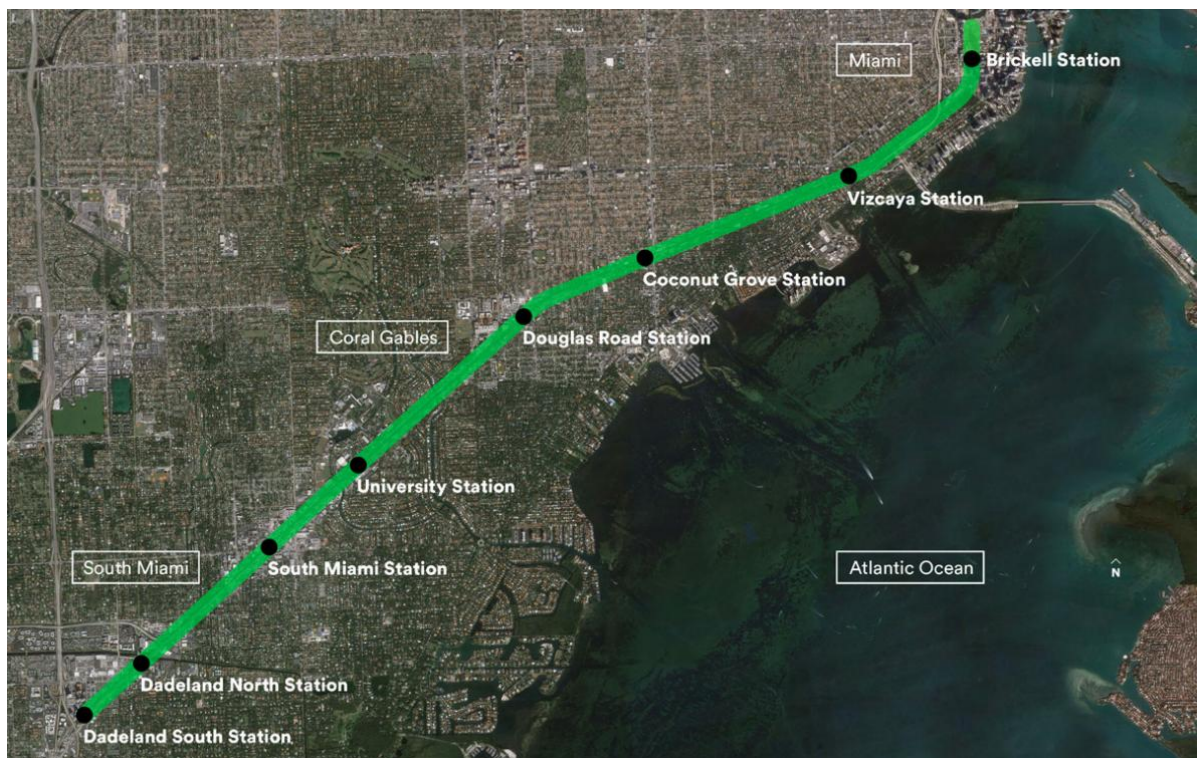 Miami
Brickell Station
Vizcaya Station
Coconut Grove Station
Coral Gables
Douglas Road Station
University Station
South Miami
South Miami Station
Atlantic Ocean
N
Dadeland North Station
Dadeland South Station